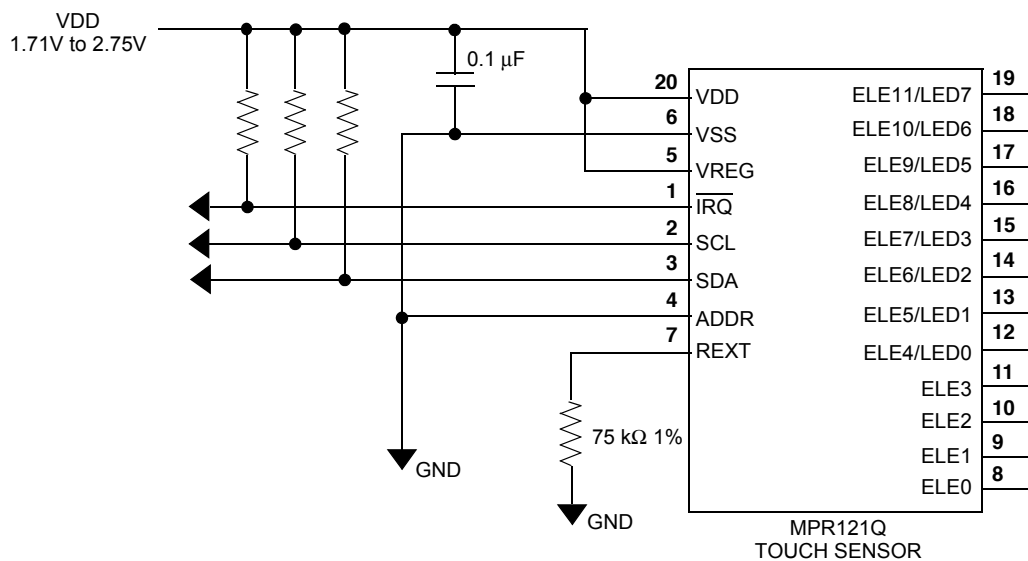 VDD
1.71V to 2.75V
0.1 μF
20
VDD
6
VSS
5
VREG
1
IRQ
2
SCL
3
SDA
4
ADDR
7
REXT
75 kΩ 1%
GND
GND
19
ELE11/LED7
18
ELE10/LED6
17
ELE9/LED5
16
ELE8/LED4
15
ELE7/LED3
14
ELE6/LED2
13
ELE5/LED1
12
ELE4/LED0
11
ELE3
10
ELE2
9
ELE1
8
ELE0
MPR121Q
TOUCH SENSOR